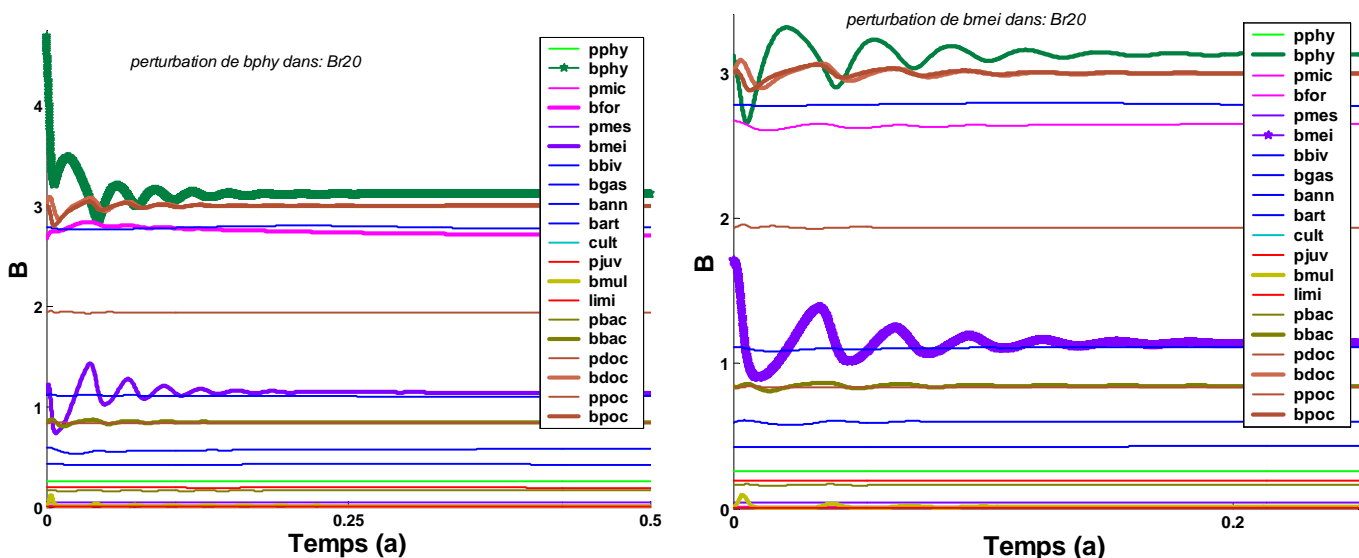 perturbation de bphy dans: Br20
B
4
3
2
1
0
0
0.25
0.5
Temps (a)
pphy
bphy
pmic
bfor
pmes
bmei
bbiv
bgas
bann
bart
cult
pjuv
bmul
limi
pbac
bbac
pdoc
bdoc
ppoc
bpoc
perturbation de bmei dans: Br20
B
3
2
1
0
0
0.2
Temps (a)
pphy
bphy
pmic
bfor
pmes
bmei
bbiv
bgas
bann
bart
cult
pjuv
bmul
limi
pbac
bbac
pdoc
bdoc
ppoc
bpoc